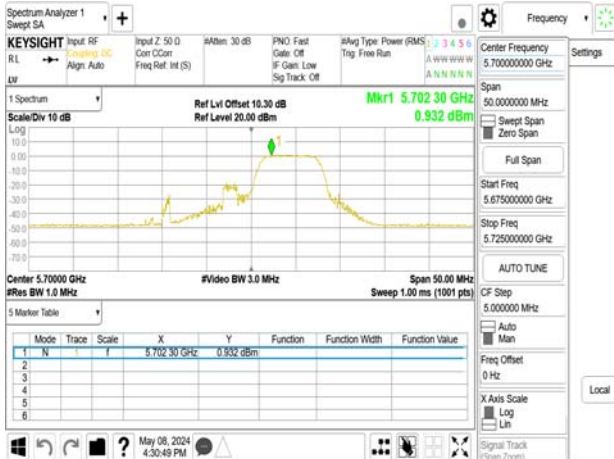 Spectrum Analyzer 1
Swept SA
Frequency
KEYSIGHT
RL
Input: RF
Coupling: DC
Align: Auto
Input Z: 50 Ω
Corr CCorr
Freq Ref: Int (S)
#Atten: 30 dB
PNO: Fast
Gate: Off
IF Gain: Low
Sig Track: Off
#Avg Type: Power (RMS
Trig: Free Run
1 2 3 4 5 6
A W W W W W
A N N N N N
Center Frequency
5.700000000 GHz
Settings
Span
50.0000000 MHz
Swept Span
Zero Span
Full Span
Start Freq
5.675000000 GHz
Stop Freq
5.725000000 GHz
AUTO TUNE
CF Step
5.000000 MHz
Auto
Man
Freq Offset
0 Hz
X Axis Scale
Log
Lin
Signal Track
(Span Zoom)
Local
1 Spectrum
Scale/Div 10 dB
Ref Lvl Offset 10.30 dB
Ref Level 20.00 dBm
Mkr1 5.702 30 GHz
0.932 dBm
Log
10.0
0.00
-10.0
-20.0
-30.0
-40.0
-50.0
-60.0
-70.0
1
Center 5.70000 GHz
#Res BW 1.0 MHz
#Video BW 3.0 MHz
Span 50.00 MHz
Sweep 1.00 ms (1001 pts)
5 Marker Table
Mode Trace Scale X Y Function Function Width Function Value
1 N 1 f 5.702 30 GHz 0.932 dBm
2
3
4
5
6
May 08, 2024
4:30:49 PM